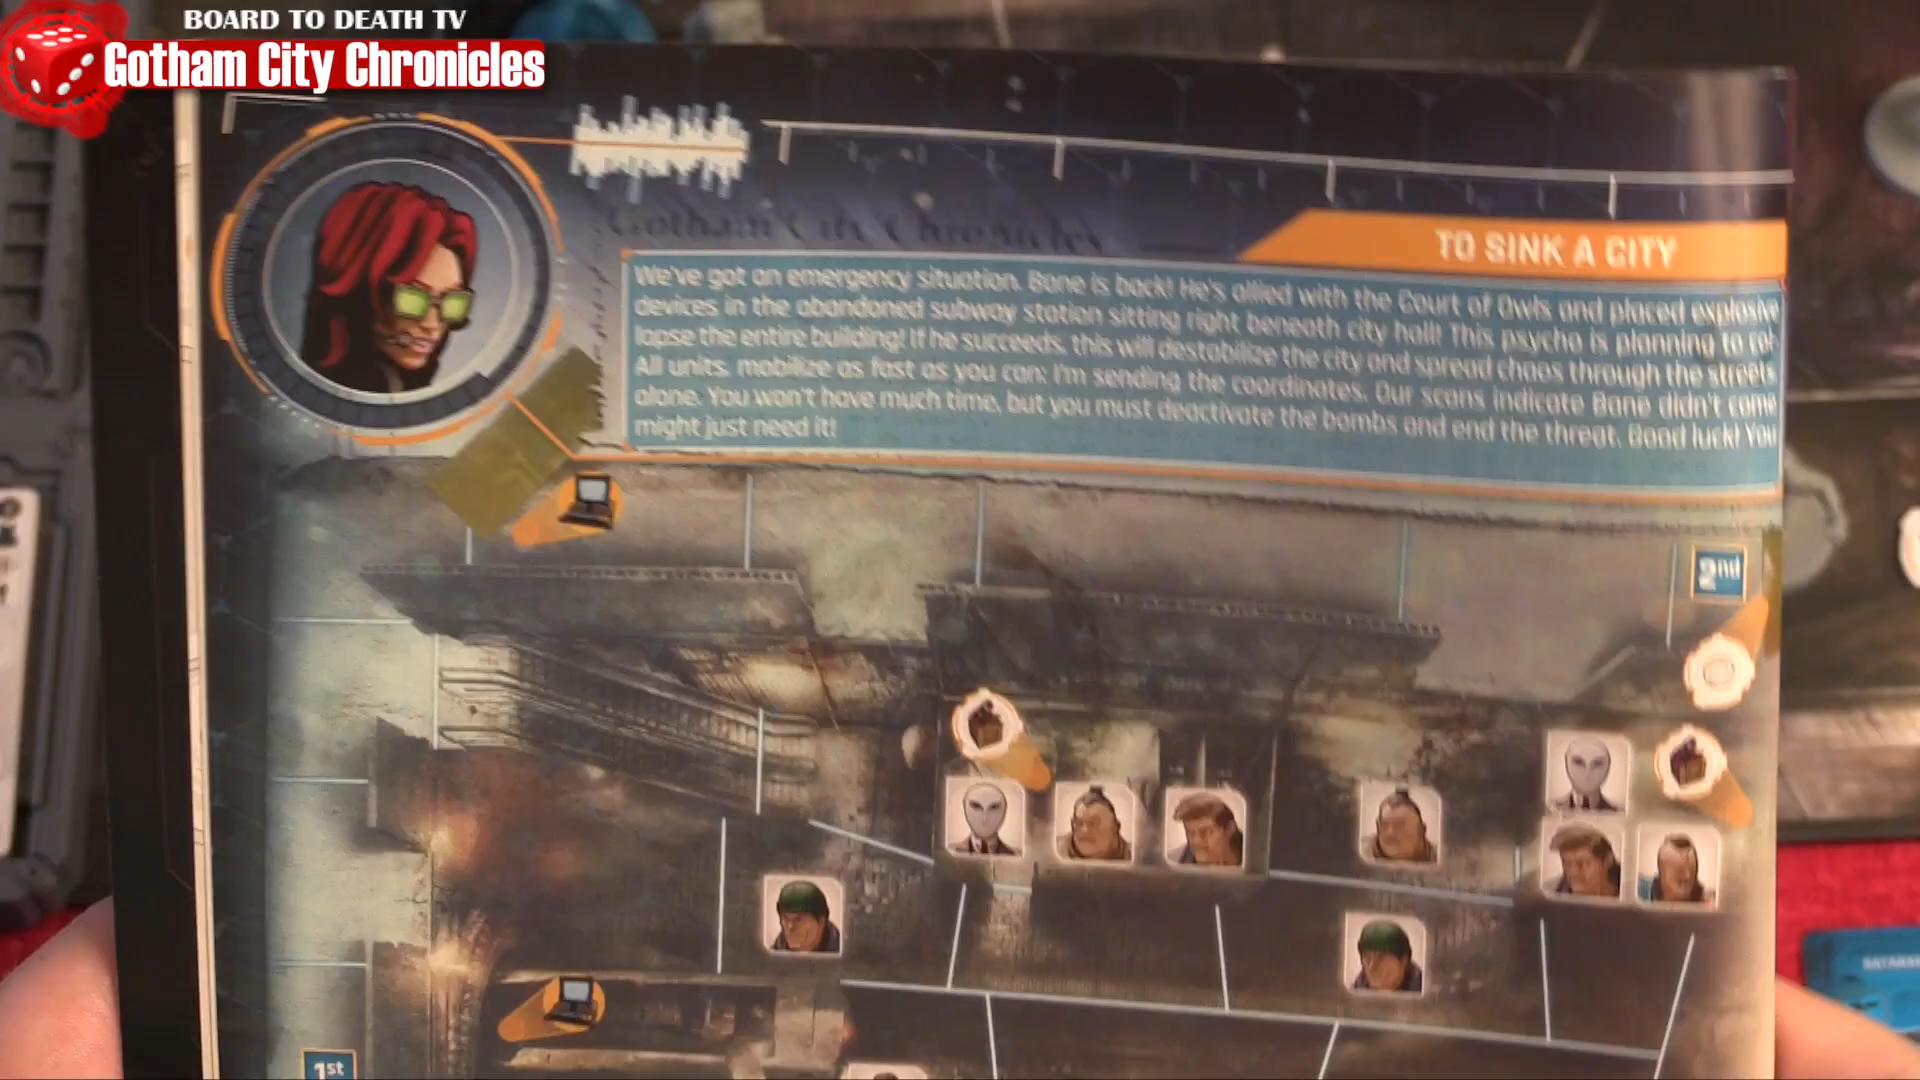 BOARD TO DEATH TV
Gotham City Chronicles
Gotham City Chronicles
TO SINK A CITY
We've got an emergency situation. Bane is back! He's allied with the Court of Owls and placed explosive
devices in the abandoned subway station sitting right beneath city hall! This psycho is planning to col-
lapse the entire building! If he succeeds, this will destabilize the city and spread chaos through the streets
All units, mobilize as fast as you can: I'm sending the coordinates. Our scans indicate Bane didn't come
alone. You won't have much time, but you must deactivate the bombs and end the threat. Good luck! You
might just need it!
2nd
1st